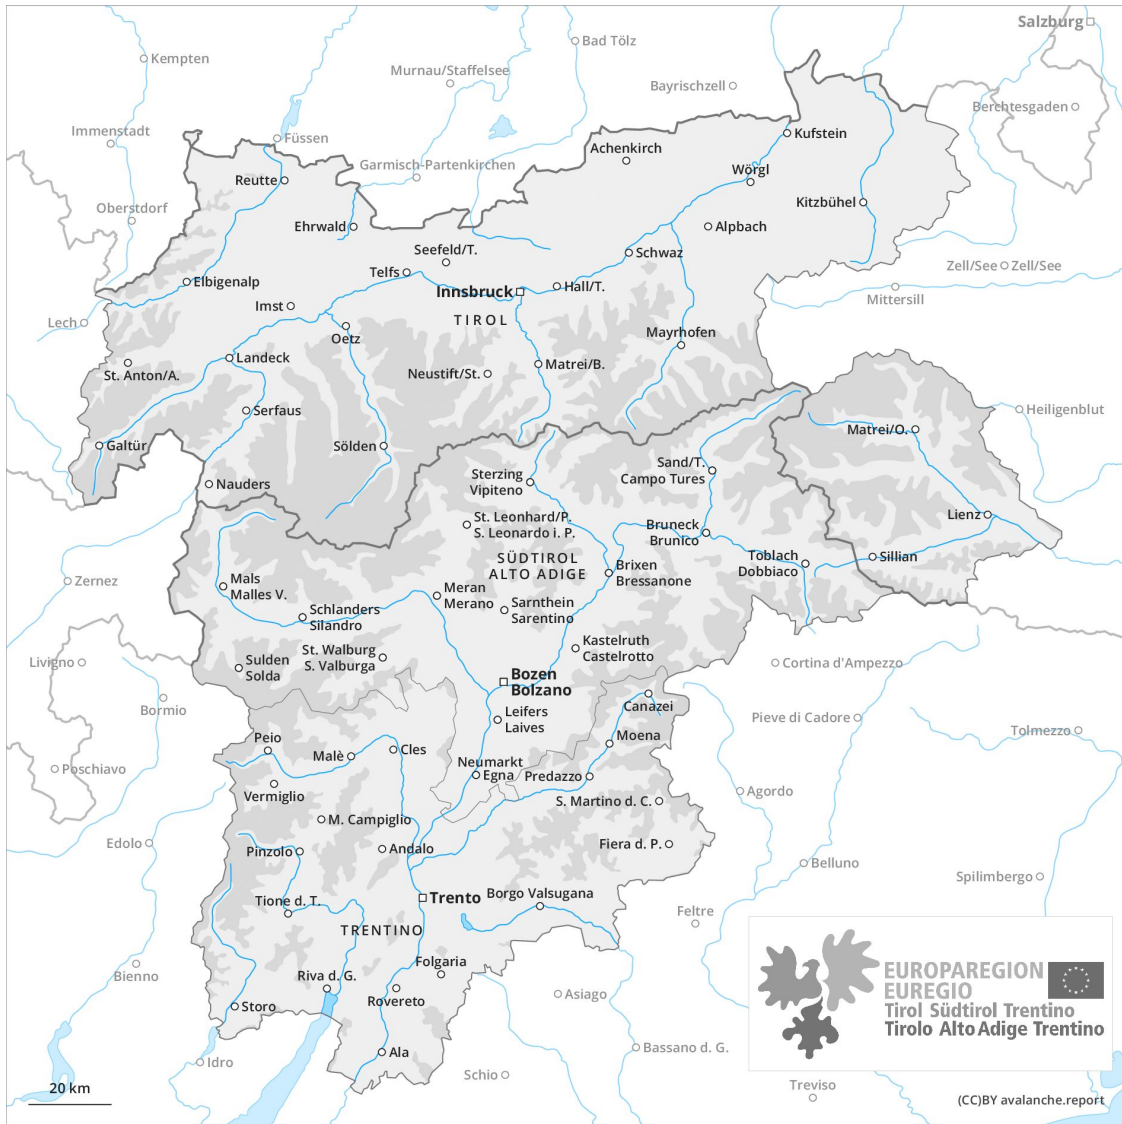 Salzburg
Bad Tölz
Kempten
Murnau/Staffelsee
Bayrischzell
Berchtesgaden
Immenstadt
Füssen
Kufstein
Achenkirch
Garmisch-Partenkirchen
Wörgl
Reutte
Oberstdorf
Kitzbühel
Ehrwald
Alpbach
Seefeld/T.
Schwaz
Telfs
Zell/See
Zell/See
Elbigenalp
Hall/T.
Innsbruck
Mittersill
Imst
TIROL
Lech
Oetz
Mayrhofen
Landeck
Matrei/B.
St. Anton/A.
Neustift/St.
Serfaus
Heiligenblut
Matrei/O.
Galtür
Sölden
Sand/T.
Campo Tures
Sterzing
Vipiteno
Nauders
St. Leonhard/P.
S. Leonardo i. P.
Lienz
Bruneck
Brunico
SÜDTIROL
ALTO ADIGE
Toblach
Dobbiaco
Sillian
Brixen
Bressanone
Zernez
Mals
Malles V.
Meran
Merano
Sarnthein
Sarentino
Schlanders
Silandro
Kastelruth
Castelrotto
St. Walburg
S. Valburga
Livigno
Sulden
Solda
Cortina d'Ampezzo
Bozen
Bolzano
Bormio
Canazei
Leifers
Laives
Pieve di Cadore
Tolmezzo
Peio
Moena
Cles
Malè
Neumarkt
Egna
Predazzo
Poschiavo
Vermiglio
Agordo
S. Martino d. C.
M. Campiglio
Edolo
Pinzolo
Andalo
Fiera d. P.
Belluno
Spilimbergo
Tione d. T.
Trento
Borgo Valsugana
Feltre
TRENTINO
Folgaria
Bienno
Riva d. G.
Rovereto
Asiago
Storo
EUROPAREGION
EUREGIO
Tirol Südtirol Trentino
Tirolo Alto Adige Trentino
Ala
Bassano d. G.
Idro
Schio
Treviso
20 km
(CC)BY avalanche.report